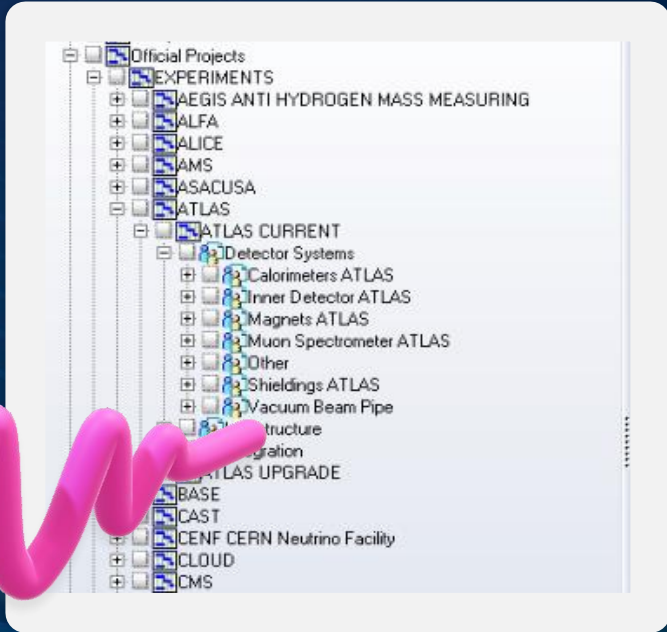 Official Projects
EXPERIMENTS
AEGIS ANTI HYDROGEN MASS MEASURING
ALFA
ALICE
AMS
ASACUSA
ATLAS
ATLAS CURRENT
Detector Systems
Calorimeters ATLAS
Inner Detector ATLAS
Magnets ATLAS
Muon Spectrometer ATLAS
Other
Shieldings ATLAS
Vacuum Beam Pipe
ATLAS UPGRADE
BASE
CAST
CENF CERN Neutrino Facility
CLOUD
CMS